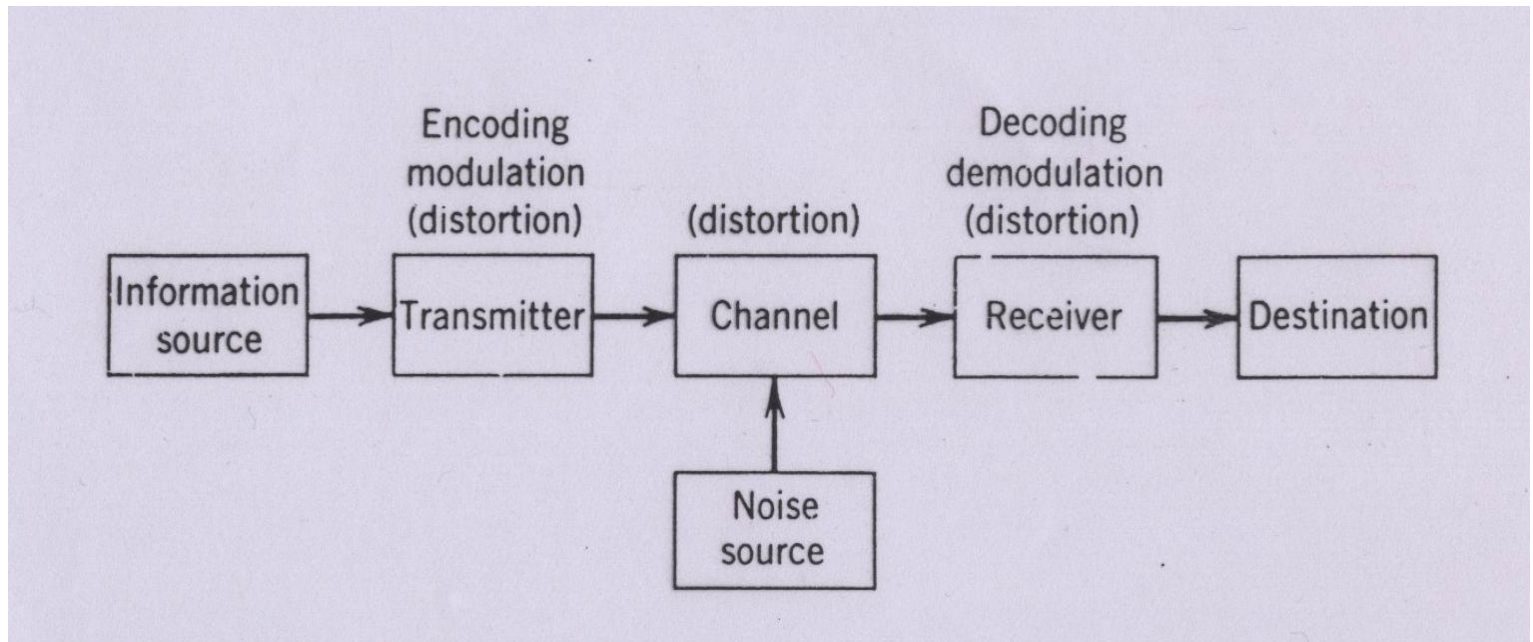 Encoding
modulation
(distortion)
(distortion)
Decoding
demodulation
(distortion)
Information
source
Transmitter
Channel
Receiver
Destination
Noise
source